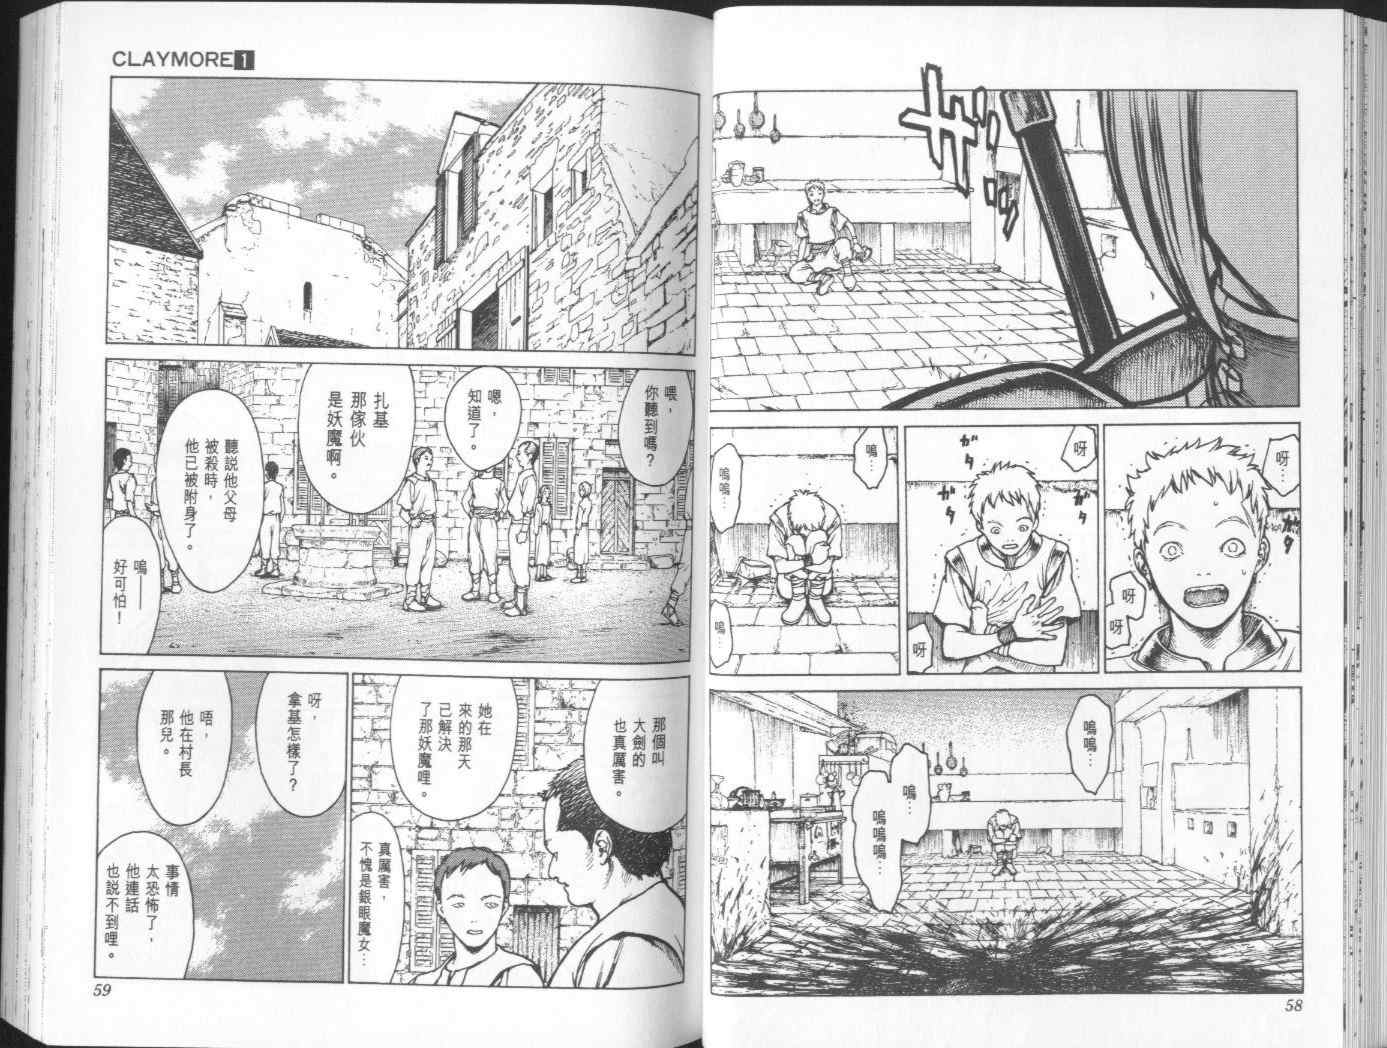 ザッ
呀…
呀
呀
ガタ
呀
ガタ
ガタ
呀
嗚…
嗚
嗚…
嗚
嗚
嗚…
嗚…
嗚
嗚
嗚…
58
CLAYMORE 1
喂，
你聽到嗎？
嗯，
知道了。
扎基
那傢伙
是妖魔啊。
聽說他父母
被殺時，
他已被附身了。
嗚——
好可怕！
那個叫
大劍的
也真厲害。
她在
來的那天
已解決
了那妖魔哩。
真厲害，
不愧是銀眼魔女…
呀，
拿基怎樣了？
唔，
他在村長
那兒。
事情
太恐怖了，
他連話
也說不到哩。
59